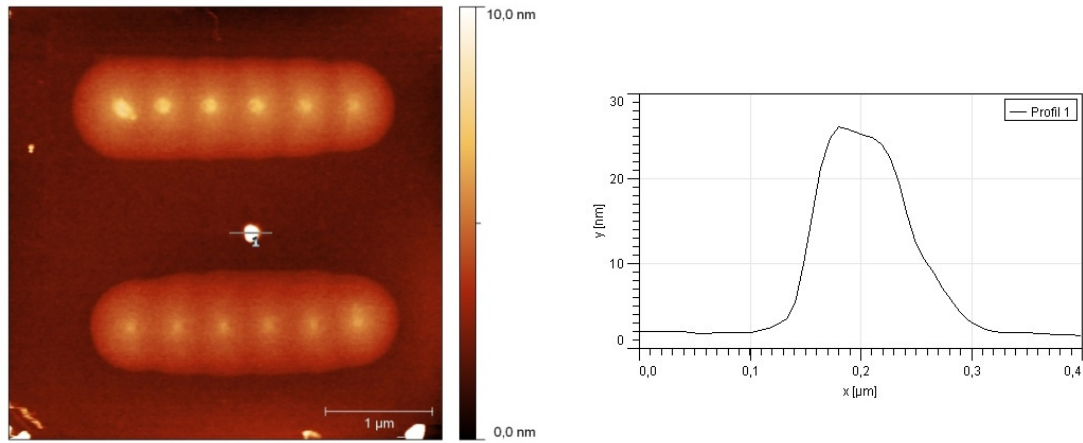 10,0 nm
1
1 µm
0,0 nm
30
Profil 1
20
y [nm]
10
0
0,0 0,1 0,2 0,3 0,4
x [µm]